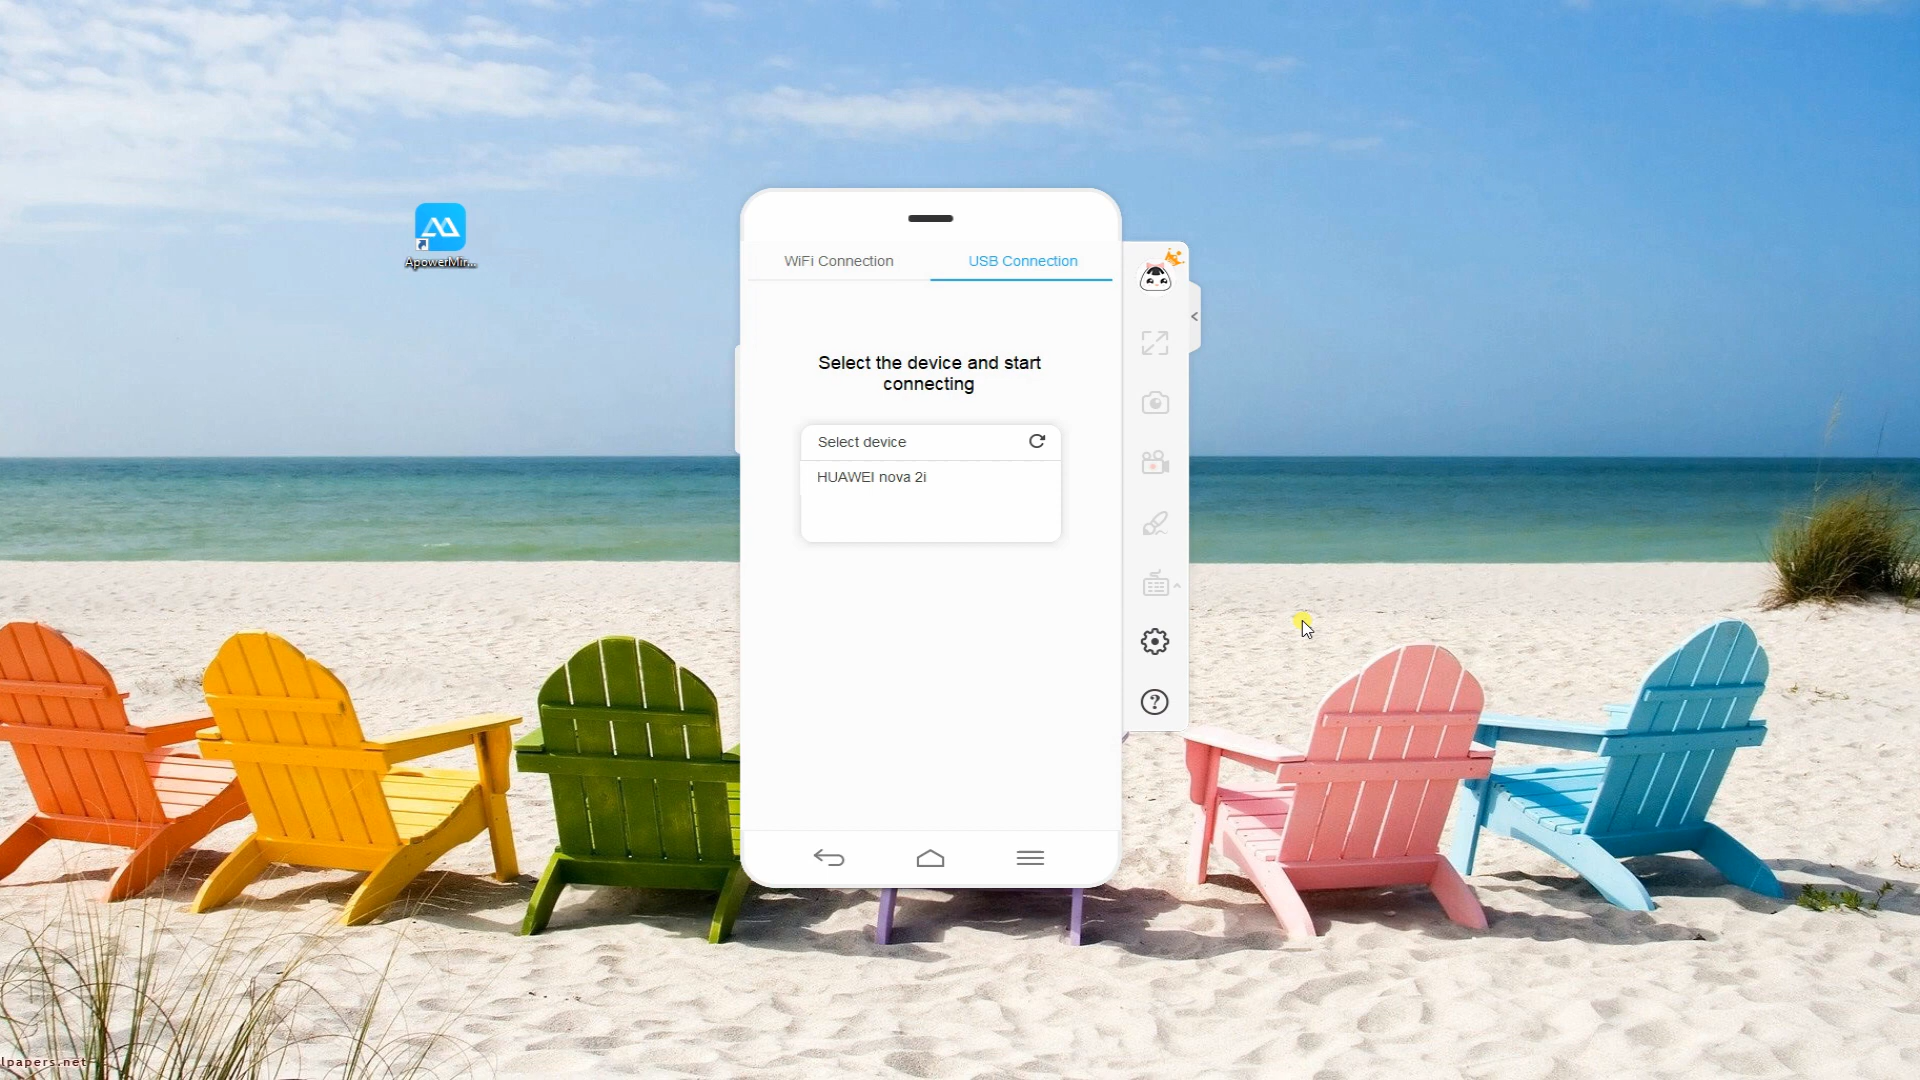 ApowerMir...
WiFi Connection
USB Connection
Select the device and start
connecting
Select device
HUAWEI nova 2i
?
lpapers.net